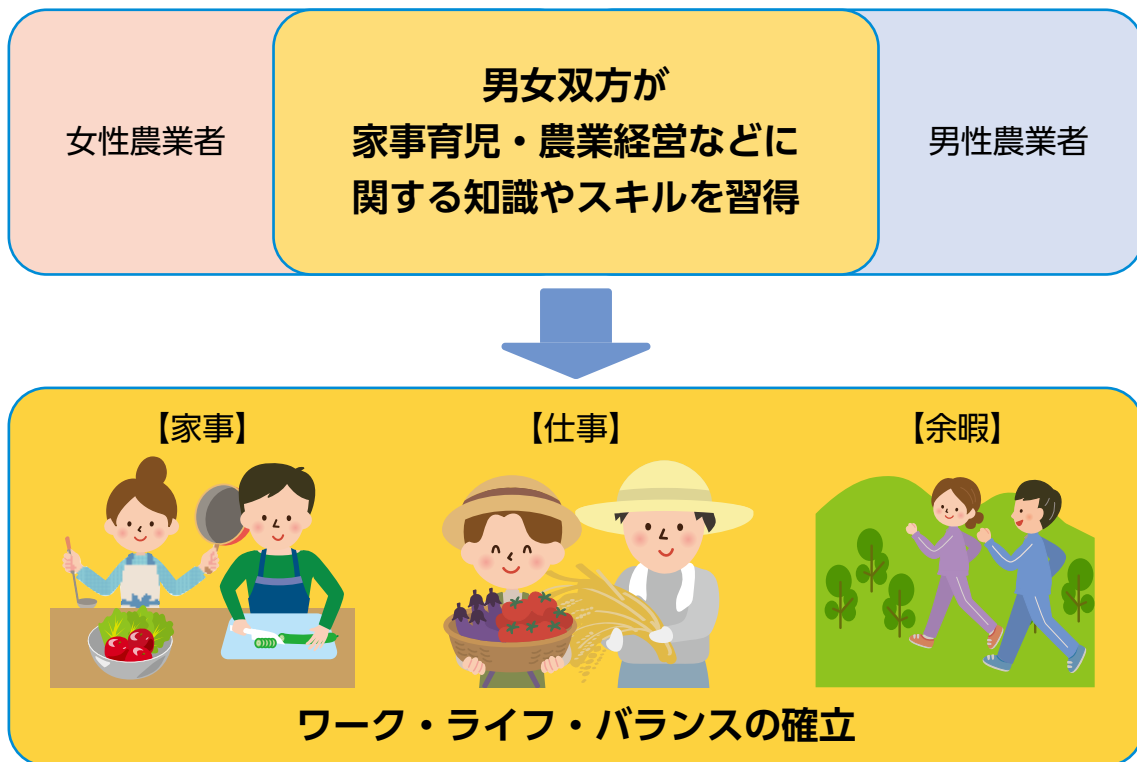 女性農業者
男女双方が
家事育児・農業経営などに
関する知識やスキルを習得
男性農業者
【家事】
【仕事】
【余暇】
ワーク・ライフ・バランスの確立